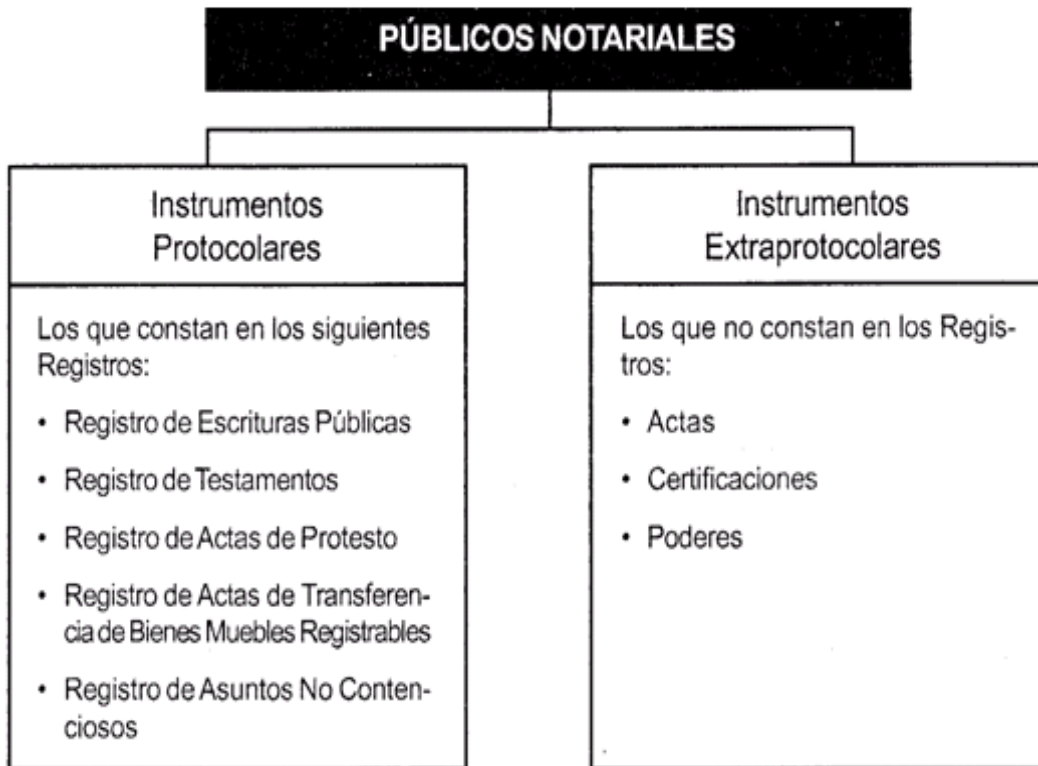 PÚBLICOS NOTARIALES
Instrumentos
Protocolares
Los que constan en los siguientes
Registros:
• Registro de Escrituras Públicas
• Registro de Testamentos
• Registro de Actas de Protesto
• Registro de Actas de Transferen-
cia de Bienes Muebles Registrables
• Registro de Asuntos No Conten-
ciosos
Instrumentos
Extraprotocolares
Los que no constan en los Regis-
tros:
• Actas
• Certificaciones
• Poderes